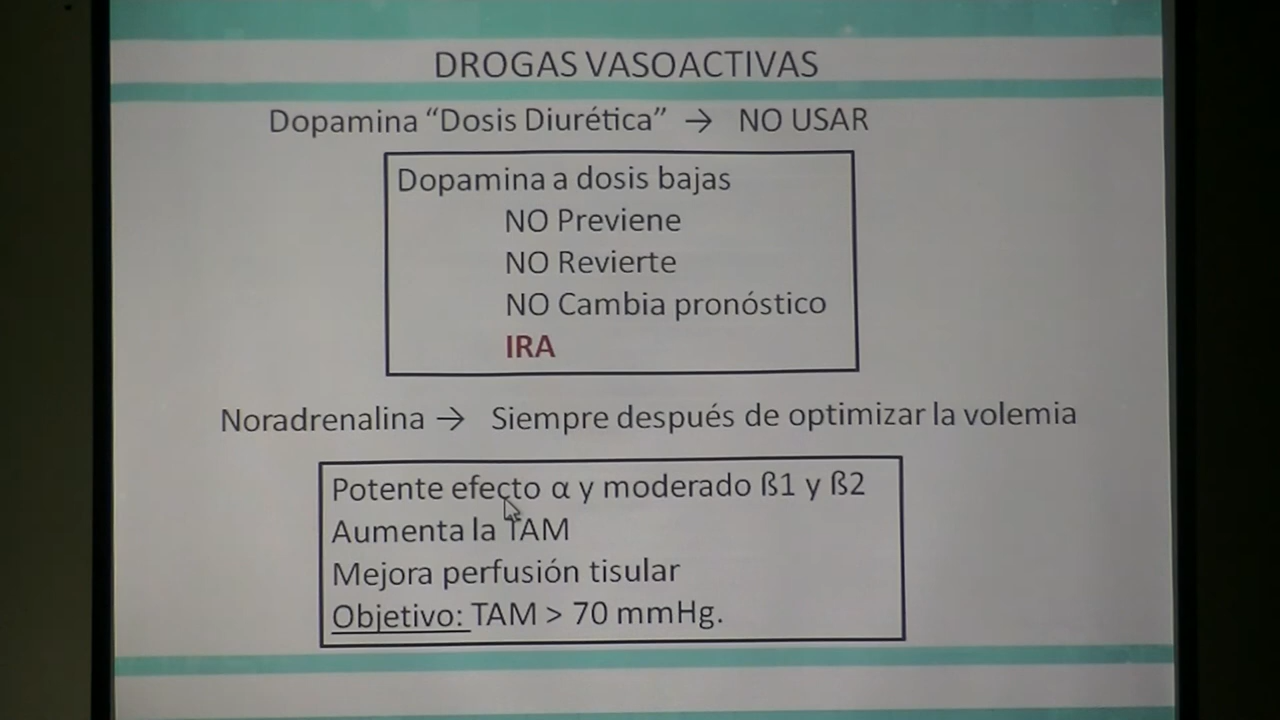 DROGAS VASOACTIVAS
Dopamina “Dosis Diurética” → NO USAR
Dopamina a dosis bajas
NO Previene
NO Revierte
NO Cambia pronóstico
IRA
Noradrenalina → Siempre después de optimizar la volemia
Potente efecto α y moderado ß1 y ß2
Aumenta la TAM
Mejora perfusión tisular
Objetivo: TAM > 70 mmHg.